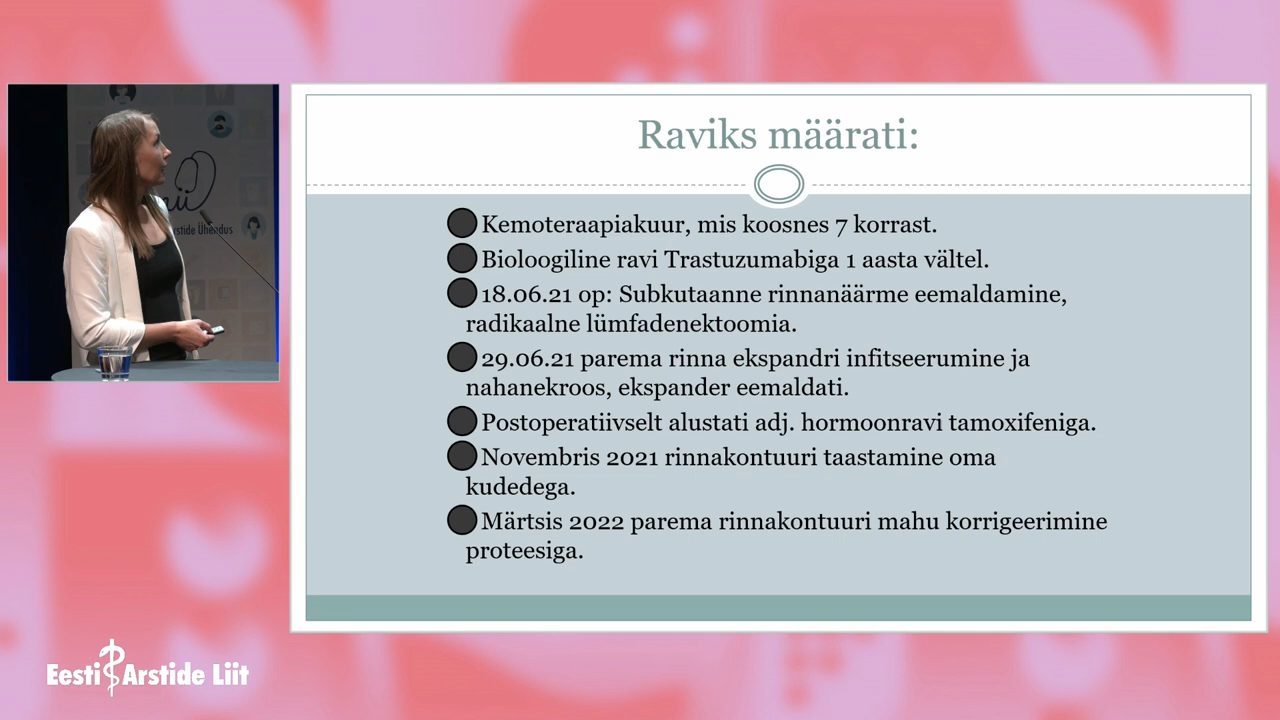 Raviks määrati:
Kemoteraapiakuur, mis koosnes 7 korrast.
Bioloogiline ravi Trastuzumabiga 1 aasta vältel.
18.06.21 op: Subkutaanne rinnanäärme eemaldamine,
radikaalne lümfadenektoomia.
29.06.21 parema rinna ekspandri infitseerumine ja
nahanekroos, ekspander eemaldati.
Postoperatiivselt alustati adj. hormoonravi tamoxifeniga.
Novembris 2021 rinnakontuuri taastamine oma
kudedega.
Märtsis 2022 parema rinnakontuuri mahu korrigeerimine
proteesiga.
Eesti Arstide Liit